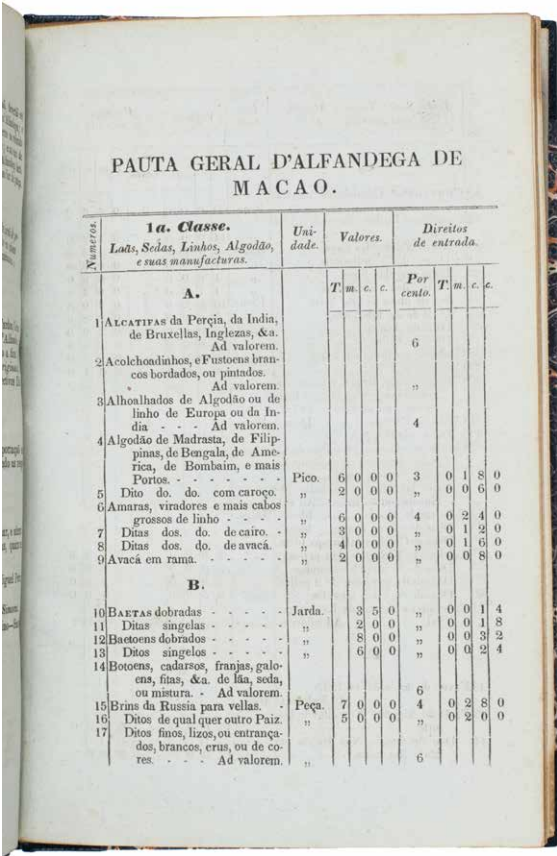 PAUTA GERAL D'ALFANDEGA DE
MACAO.
Numeros.
1a. Classe.
Laãs, Sedas, Linhos, Algodão,
e suas manufacturas.
Uni-
dade.
Valores.
Direitos
de entrada.
A.
T. m. c. c. Por cento. T. m. c. c.
1 ALCATIFAS da Perçia, da India,
de Bruxellas, Inglezas, &a.
Ad valorem. 6
2 Acolchoadinhos, e Fustoens bran-
cos bordados, ou pintados.
Ad valorem. ,,
3 Alhoalhados de Algodão ou de
linho de Europa ou da In-
dia - - - Ad valorem. 4
4 Algodão de Madrasta, de Filip-
pinas, de Bengala, de Ame-
rica, de Bombaim, e mais
Portos. - - - - - - - Pico. 6 0 0 0 3 0 1 8 0
5 Dito do. do. com caroço. ,, 2 0 0 0 ,, 0 0 6 0
6 Amaras, viradores e mais cabos
grossos de linho - - - - ,, 6 0 0 0 4 0 2 4 0
7 Ditas dos. do. de cairo. - ,, 3 0 0 0 ,, 0 1 2 0
8 Ditas dos. do. de avacá. ,, 4 0 0 0 ,, 0 1 6 0
9 Avacá em rama. - - - - - ,, 2 0 0 0 ,, 0 0 8 0
B.
10 BAETAS dobradas - - - - - Jarda. 3 5 0 ,, 0 0 1 4
11 Ditas singelas - - - - - ,, 2 0 0 ,, 0 0 1 8
12 Baetoens dobrados - - - - - ,, 8 0 0 ,, 0 0 3 2
13 Ditos singelos - - - - - ,, 6 0 0 ,, 0 0 2 4
14 Botoens, cadarsos, franjas, galo-
ens, fitas, &a. de lãa, seda,
ou mistura. - Ad valorem. 6
15 Brins da Russia para vellas. - Peça. 7 0 0 0 4 0 2 8 0
16 Ditos de qual quer outro Paiz. ,, 5 0 0 0 ,, 0 2 0 0
17 Ditos finos, lizos, ou entrança-
dos, brancos, crus, ou de co-
res. - - - Ad valorem. ,, 6